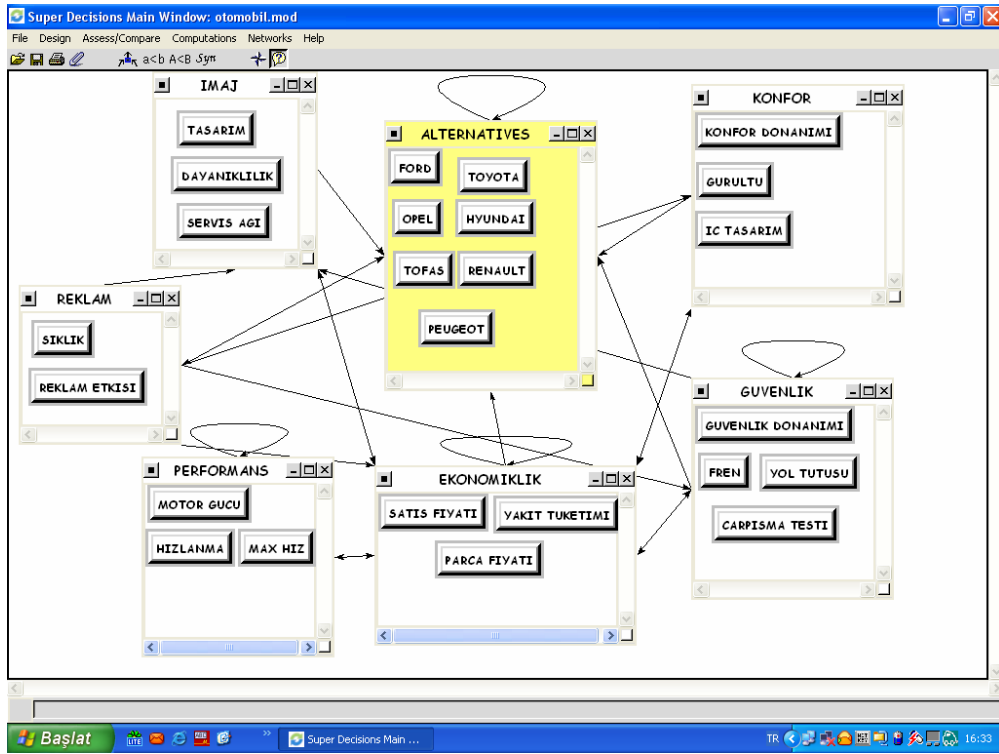 Super Decisions Main Window: otomobil.mod
File Design Assess/Compare Computations Networks Help
a<b A<B Syn
IMAJ
TASARIM
DAYANIKLILIK
SERVIS AGI
ALTERNATIVES
FORD
TOYOTA
OPEL
HYUNDAI
TOFAS
RENAULT
PEUGEOT
KONFOR
KONFOR DONANIMI
GURULTU
IC TASARIM
REKLAM
SIKLIK
REKLAM ETKISI
GUVENLIK
GUVENLIK DONANIMI
FREN
YOL TUTUSU
CARPISMA TESTI
PERFORMANS
MOTOR GUCU
HIZLANMA
MAX HIZ
EKONOMIKLIK
SATIS FIYATI
YAKIT TUKETIMI
PARCA FIYATI
Başlat
LITE
»
Super Decisions Main ...
TR
16:33